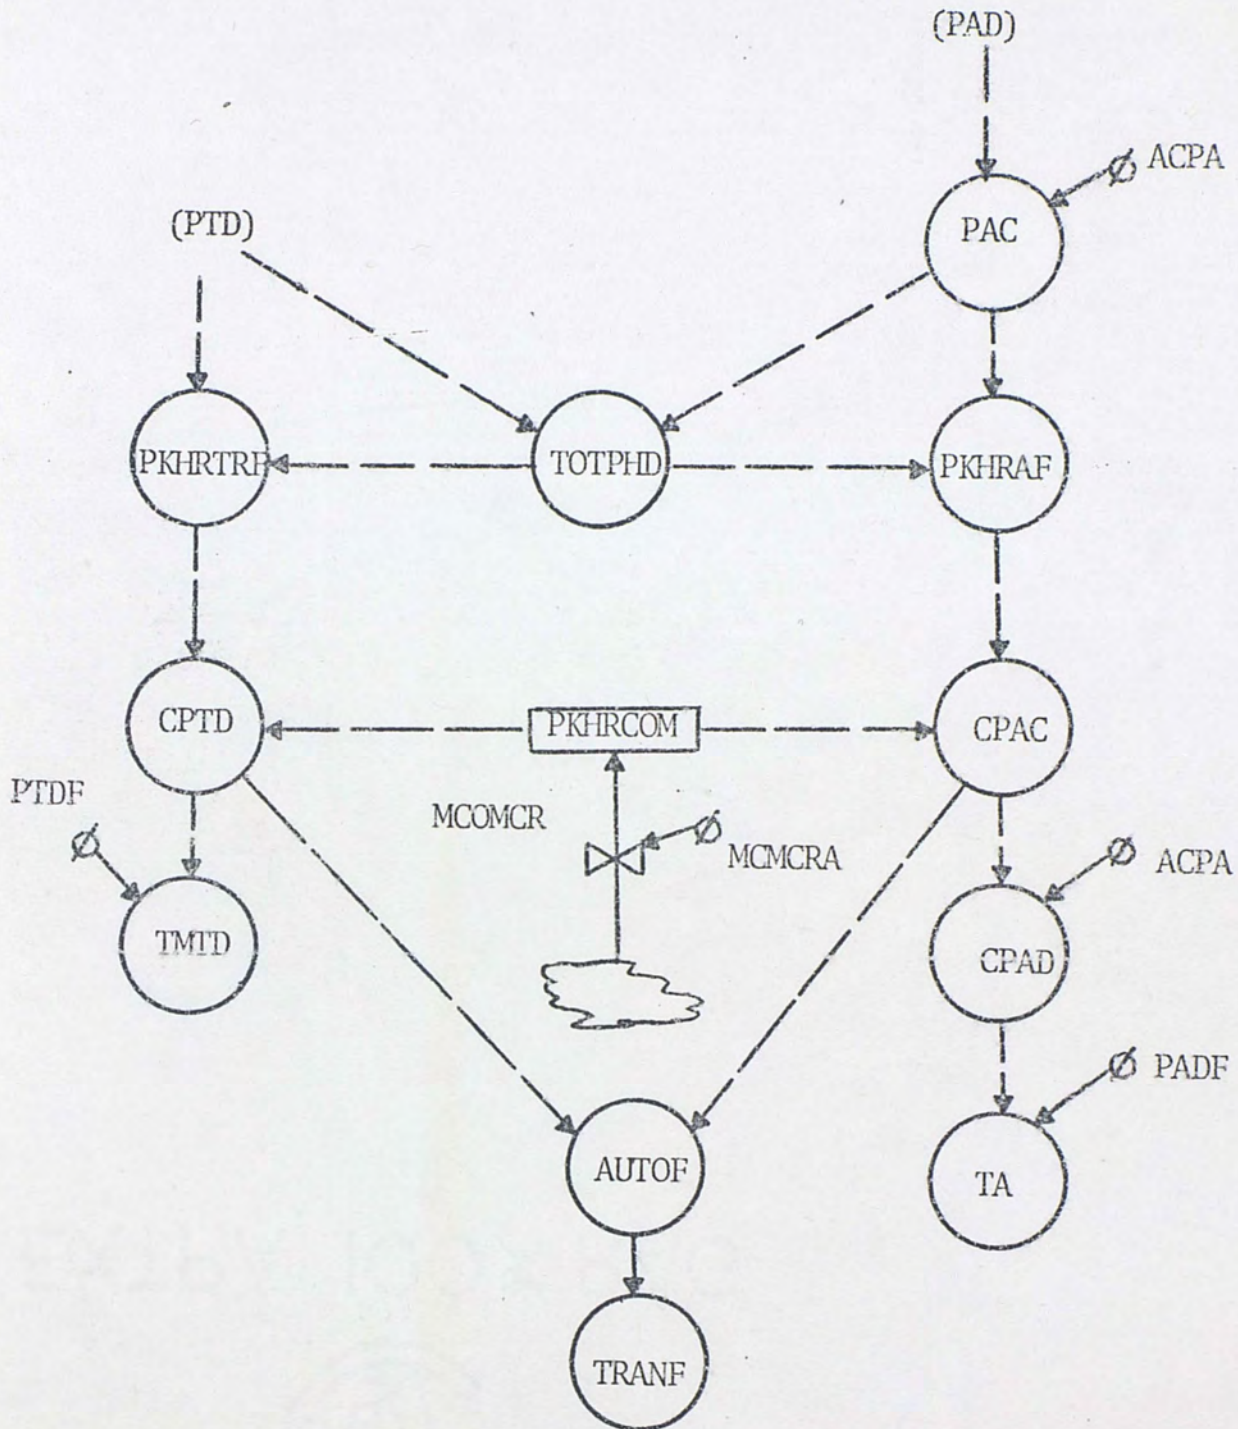 (PAD)
ACPA
PAC
(PTD)
PKHRTRF
TOTPHD
PKHRAF
CPTD
PKHRCOM
CPAC
PTDF
MCOMCR
MCMCRA
ACPA
TMTD
CPAD
PADF
AUTOF
TA
TRANF